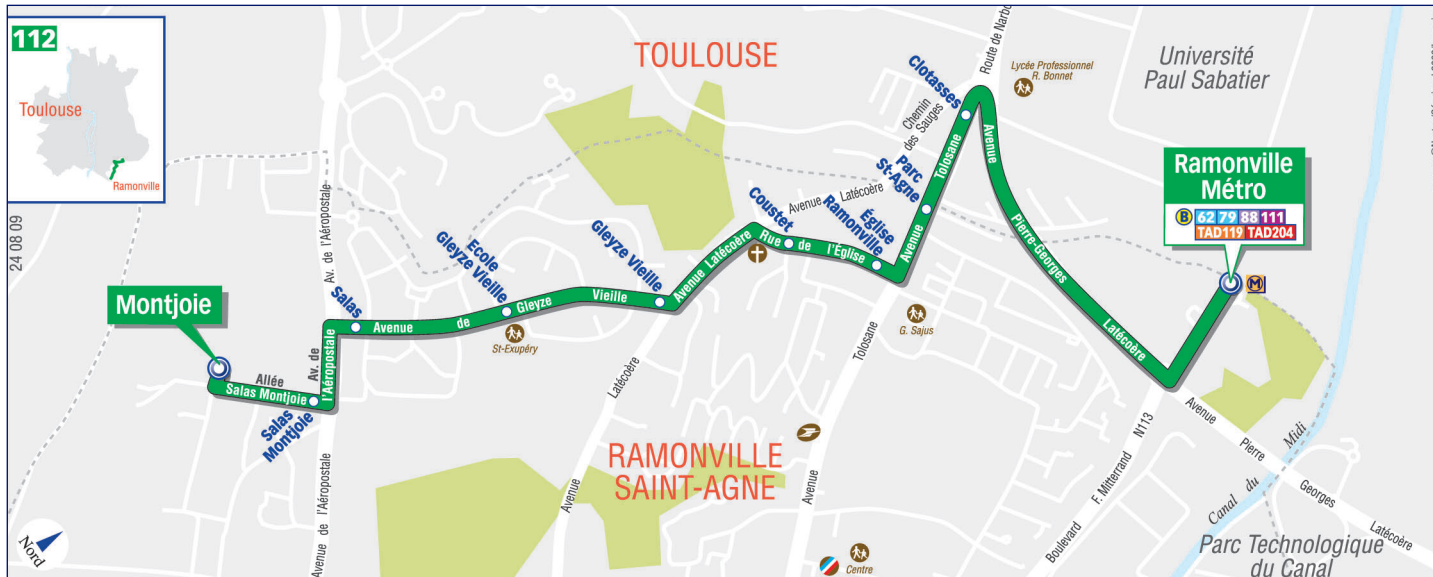 112
Toulouse
Ramonville
24 08 09
TOULOUSE
Université
Paul Sabatier
Lycée Professionnel
R. Bonnet
Route de Narbo
Chemin
des Sauges
Clotasses
Parc
St-Agne
Avenue Latécoère
Église
Ramonville
Coustet
Gleyze Vieille
Ecole
Gleyze Vieille
Salas
Av. de l'Aéropostale
Montjoie
Allée
Salas Montjoie
Salas
Montjoie
Av. de
l'Aéropostale
Avenue de Gleyze Vieille
Avenue Latécoère
Rue de l'Église
Avenue Tolosane
Avenue Pierre-Georges Latécoère
Ramonville
Métro
B 62 79 88 111
TAD119 TAD204
M
St-Exupéry
G. Sajus
Avenue Latécoère
Avenue Tolosane
RAMONVILLE
SAINT-AGNE
Avenue de l'Aéropostale
Centre
Boulevard F. Mitterrand N113
Avenue Pierre Georges Latécoère
Canal du Midi
Parc Technologique
du Canal
Nord